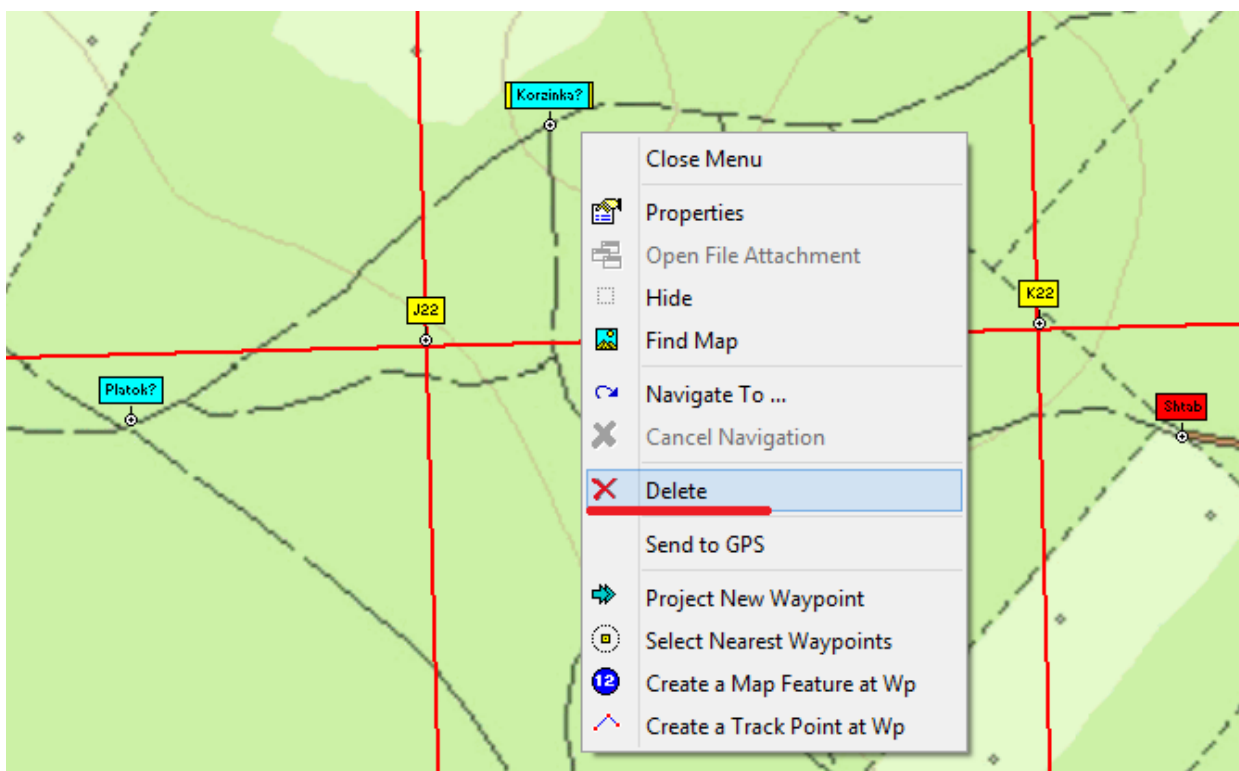 Korzinka?
Close Menu
Properties
Open File Attachment
Hide
K22
J22
Find Map
Platok?
Navigate To ...
Shtab
Cancel Navigation
Delete
Send to GPS
Project New Waypoint
Select Nearest Waypoints
12
Create a Map Feature at Wp
Create a Track Point at Wp